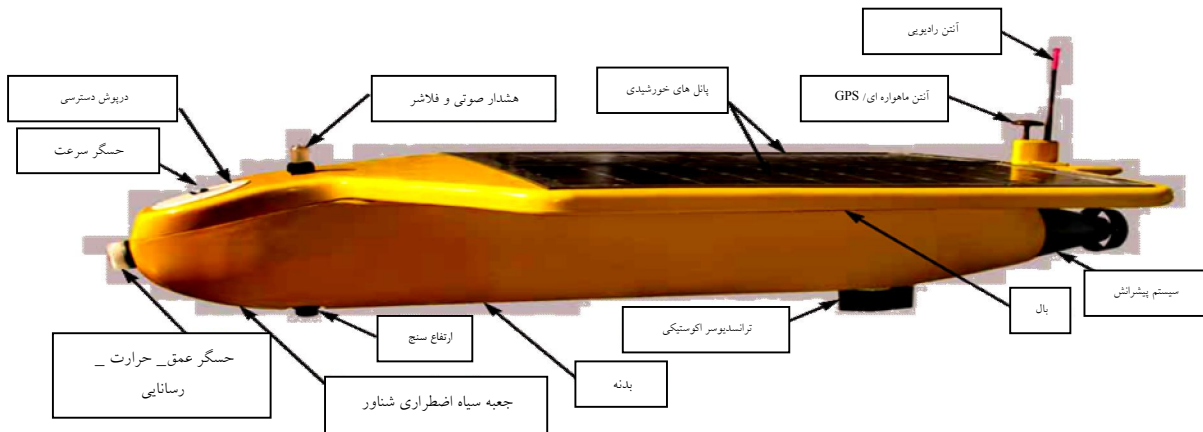 آنتن رادیویی
درپوش دسترسی
هشدار صوتی و فلاشر
پانل های خورشیدی
آنتن ماهواره ای/ GPS
حسگر سرعت
سیستم پیشرانش
بال
ترانسدیوسر اکوستیکی
ارتفاع سنج
بدنه
حسگر عمق_ حرارت _
رسانایی
جعبه سیاه اضطراری شناور